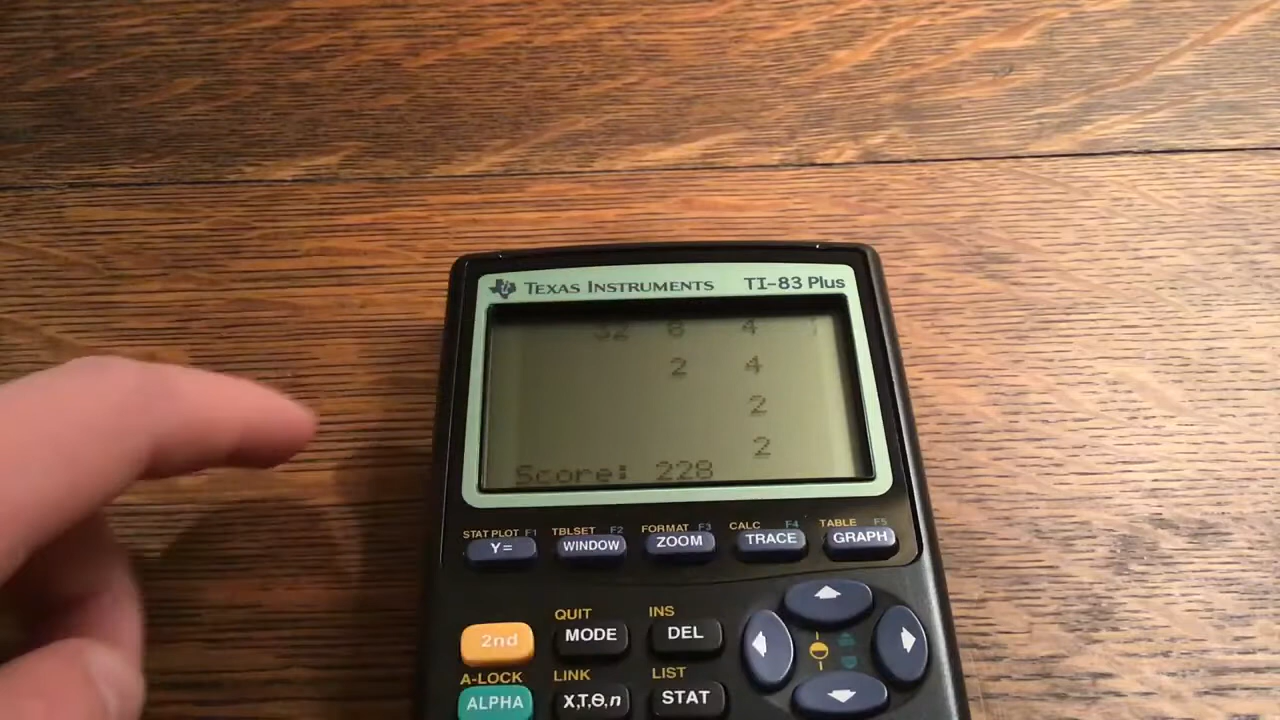 TEXAS INSTRUMENTS TI-83 Plus
32 8 4
2 4
2
2
Score: 228
STAT PLOT F1 TBLSET F2 FORMAT F3 CALC F4 TABLE F5
Y= WINDOW ZOOM TRACE GRAPH
QUIT INS
2nd MODE DEL
A-LOCK LINK LIST
ALPHA X,T,Θ,n STAT